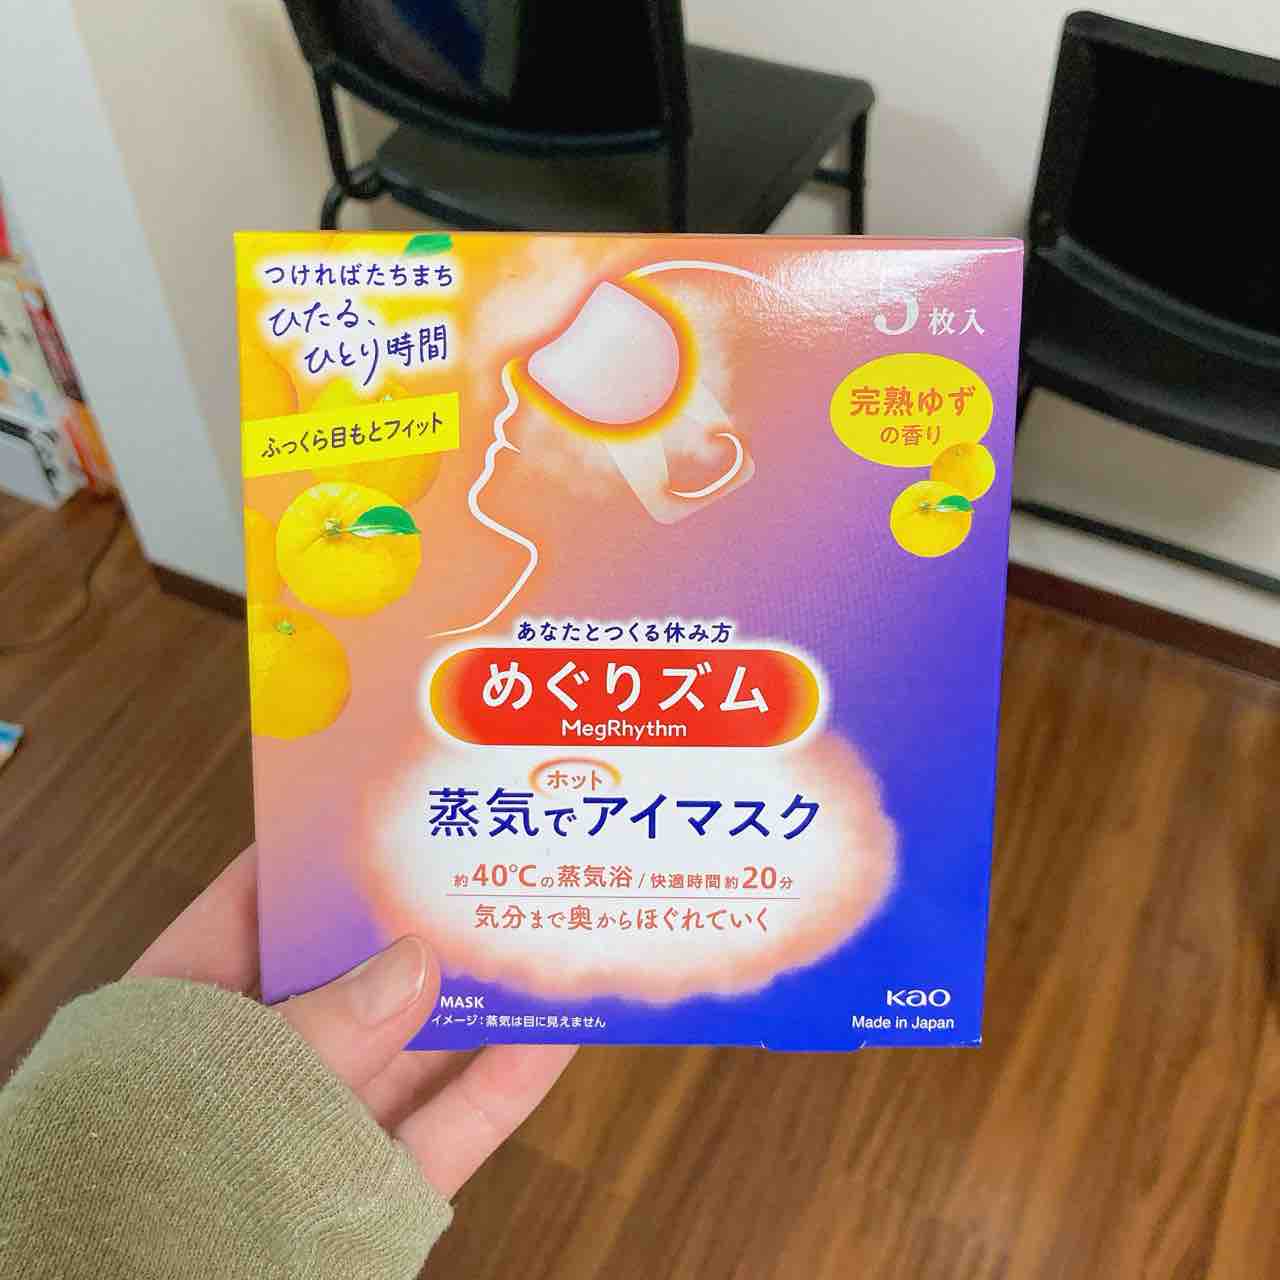 つければたちまち
ひたる、
ひとり時間
ふっくら目もとフィット
5枚入
完熟ゆず
の香り
あなたとつくる休み方
めぐりズム
MegRhythm
ホット
蒸気でアイマスク
約40℃の蒸気浴/快適時間約20分
気分まで奥からほぐれていく
MASK
イメージ:蒸気は目に見えません
Kao
Made in Japan